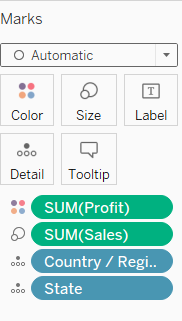 Marks
Automatic
Color
Size
T
Label
Detail
Tooltip
SUM(Profit)
SUM(Sales)
Country / Regi..
State